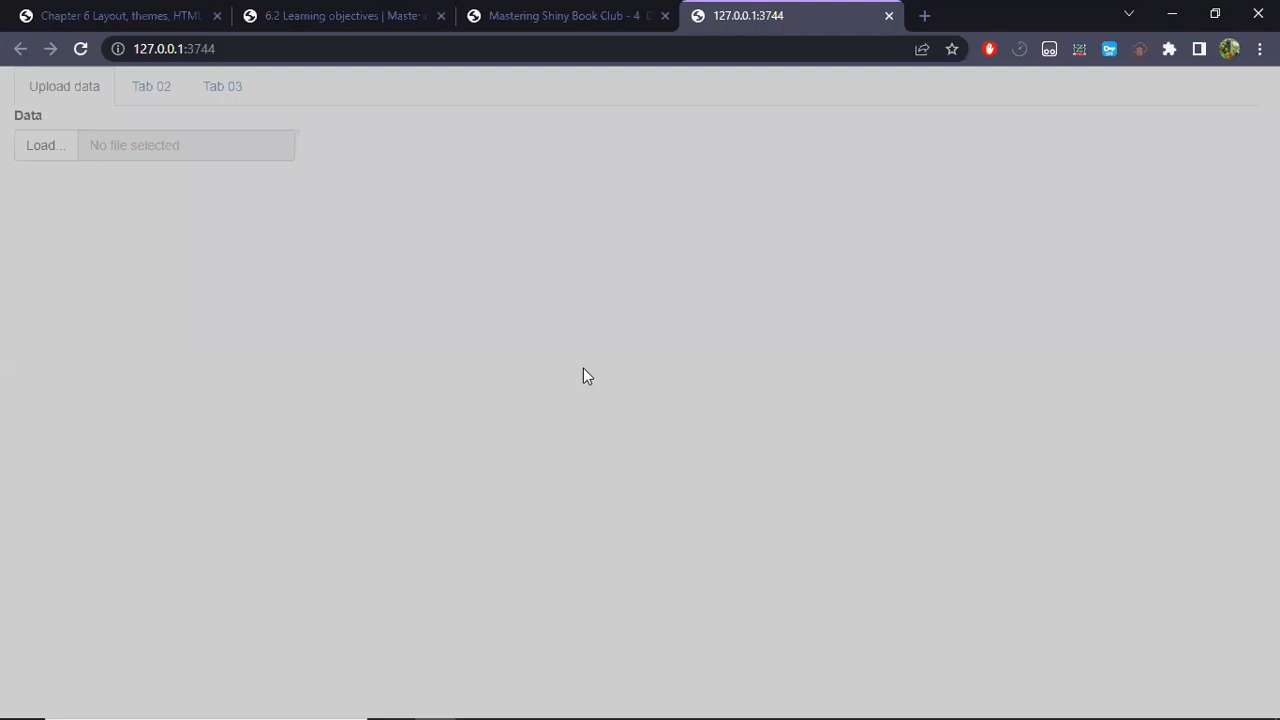 Chapter 6 Layout, themes, HTML
6.2 Learning objectives | Master
Mastering Shiny Book Club - 4
127.0.0.1:3744
127.0.0.1:3744
Upload data
Tab 02
Tab 03
Data
Load...
No file selected